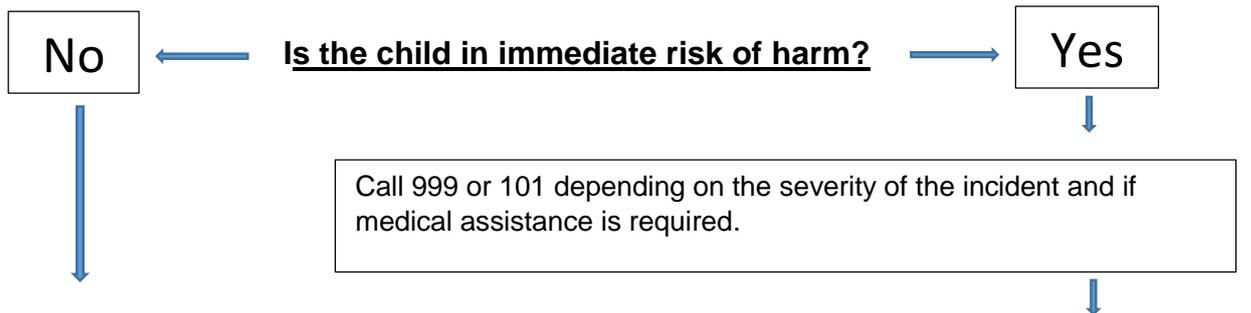 No
Is the child in immediate risk of harm?
Yes
Call 999 or 101 depending on the severity of the incident and if
medical assistance is required.